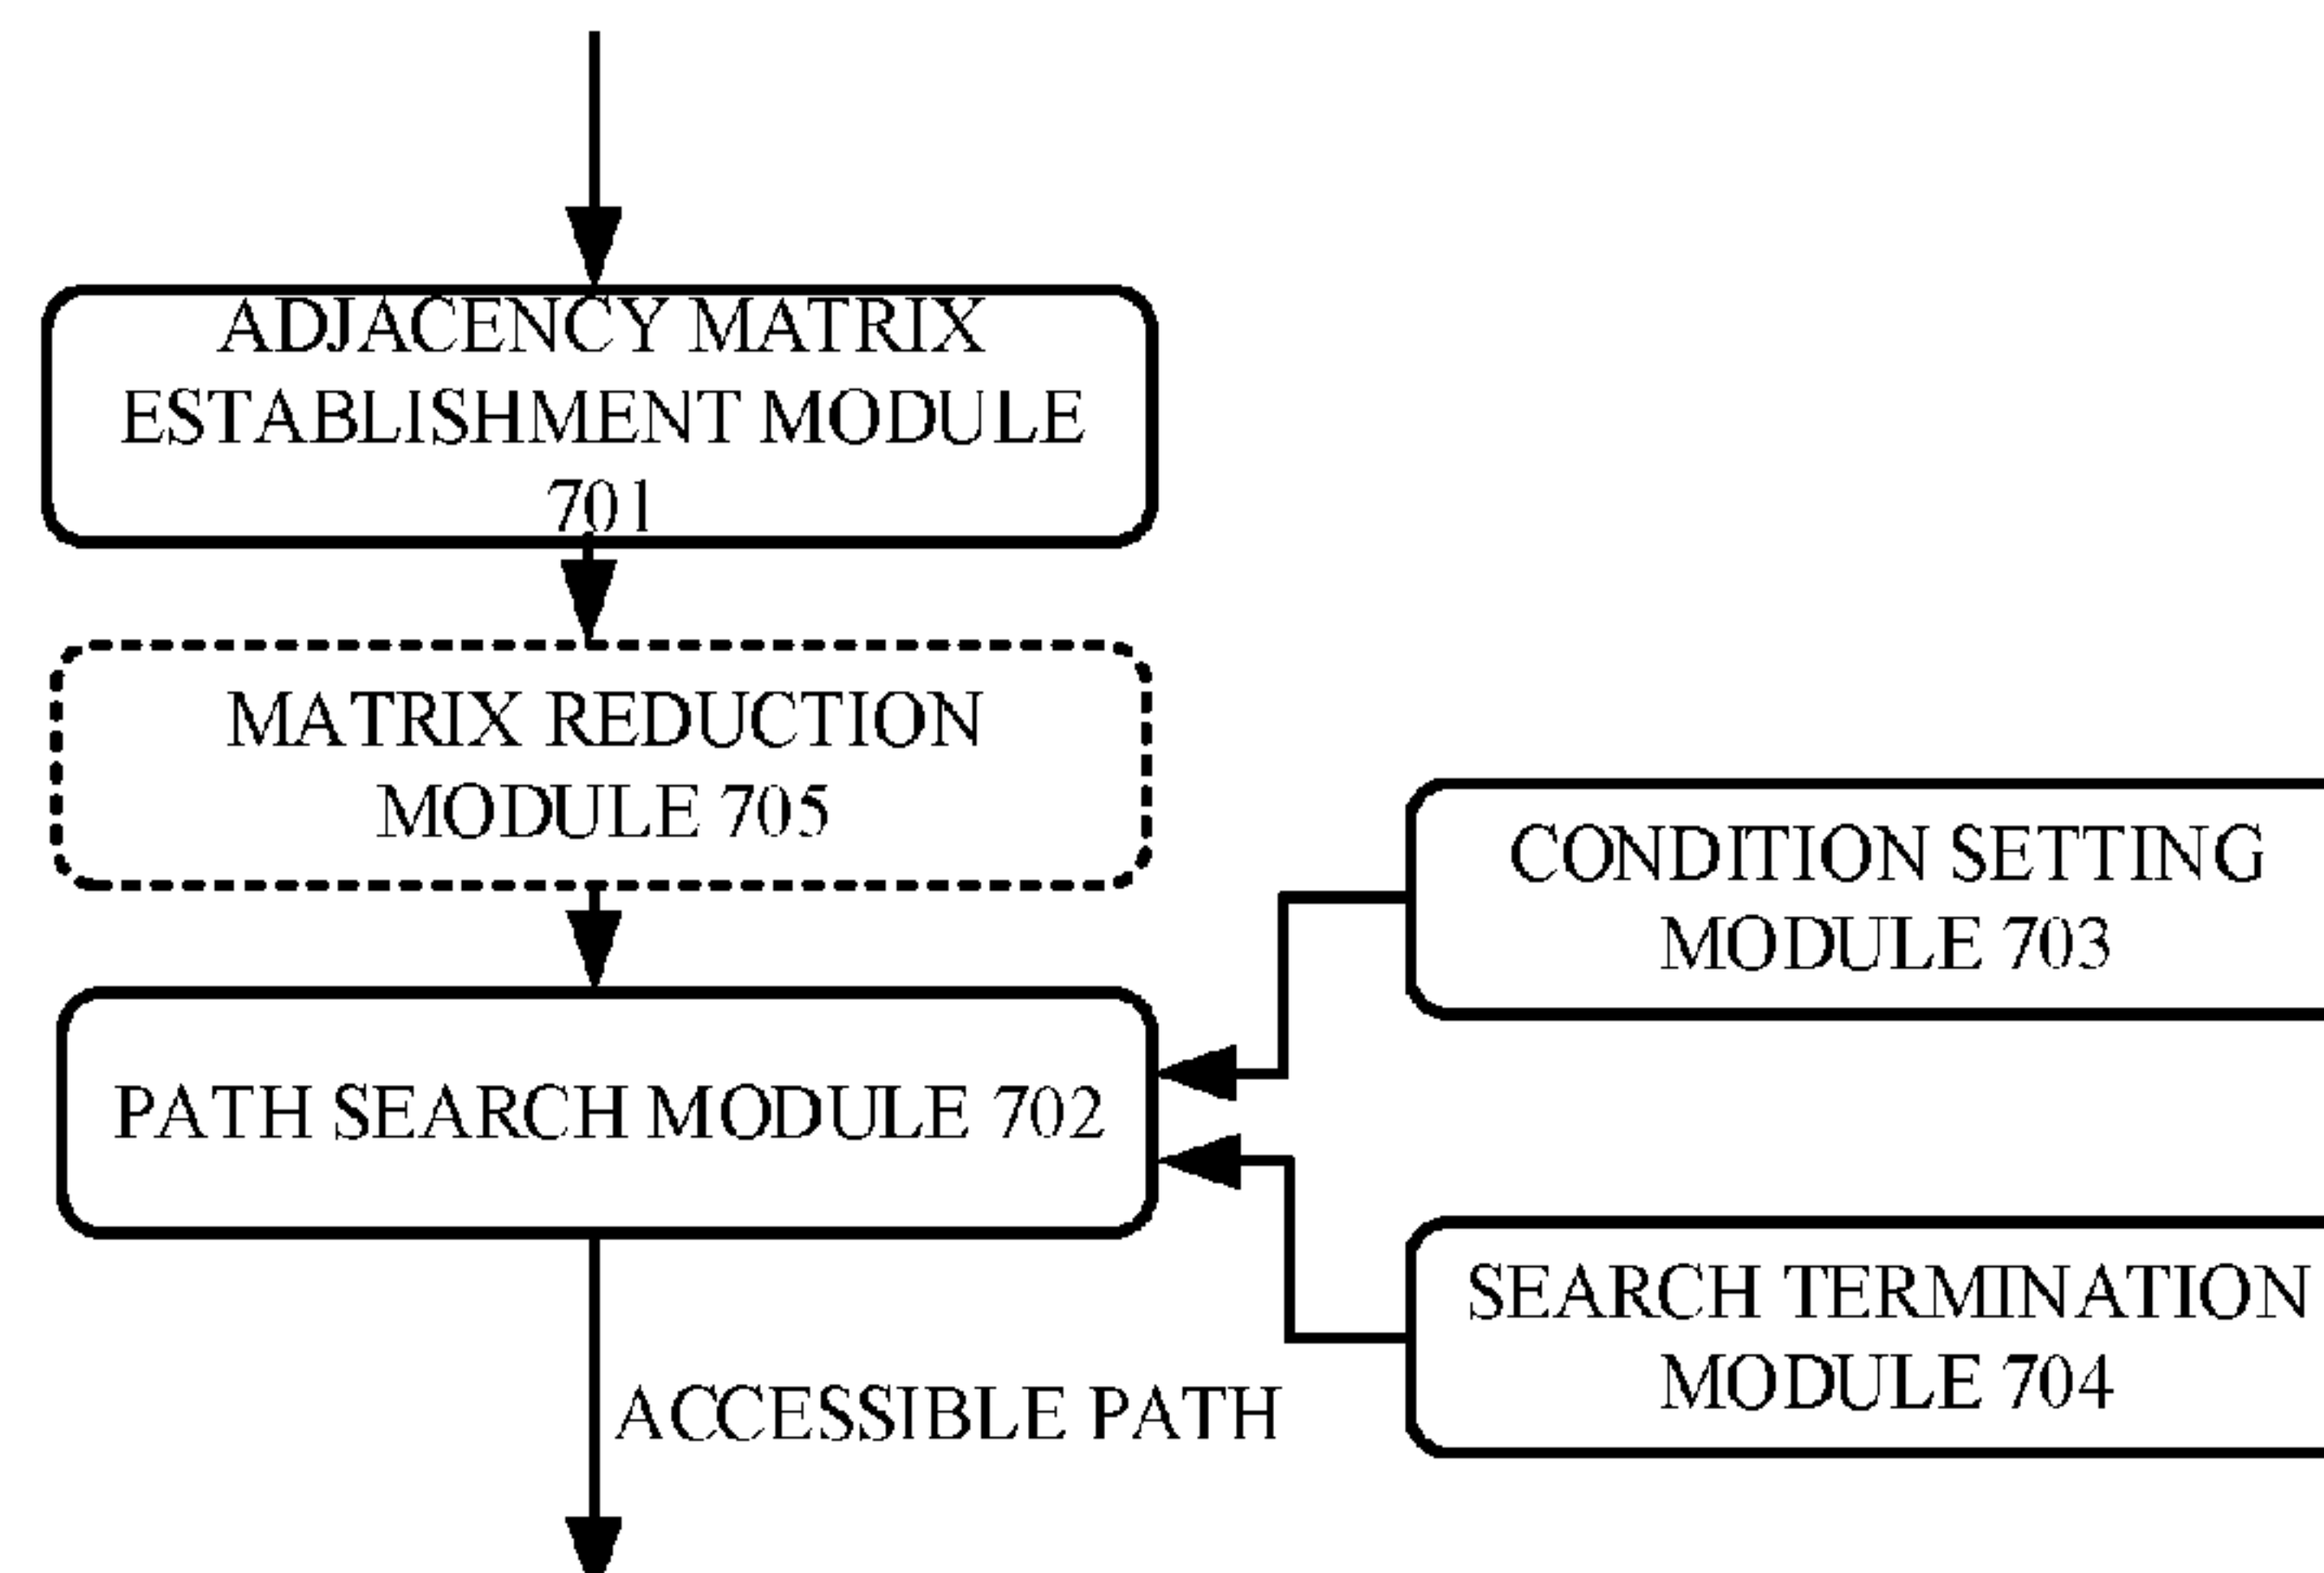 ADJACENCY MATRIX
ESTABLISHMENT MODULE
701
MATRIX REDUCTION
MODULE 705
CONDITION SETTING
MODULE 703
PATH SEARCH MODULE 702
SEARCH TERMINATION
MODULE 704
ACCESSIBLE PATH